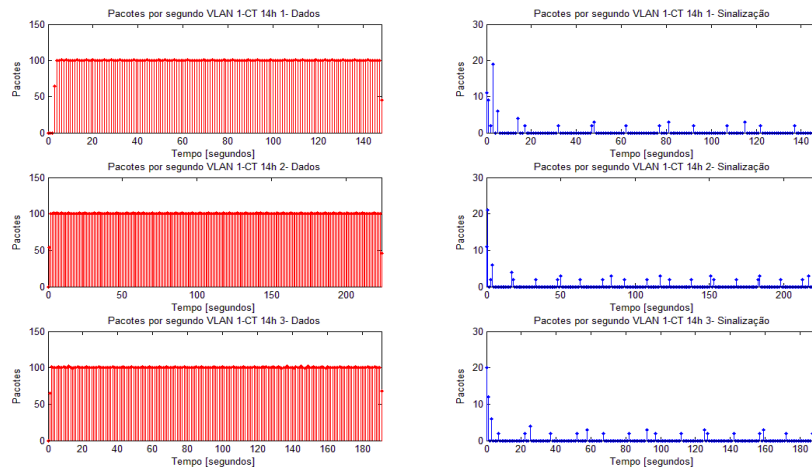 Pacotes por segundo VLAN 1-CT 14h 1- Dados
150
100
50
0
Pacotes
0 20 40 60 80 100 120 140
Tempo [segundos]
Pacotes por segundo VLAN 1-CT 14h 1- Sinalização
30
20
10
0
Pacotes
0 20 40 60 80 100 120 140
Tempo [segundos]
Pacotes por segundo VLAN 1-CT 14h 2- Dados
150
100
50
0
Pacotes
50 100 150 200
Tempo [segundos]
Pacotes por segundo VLAN 1-CT 14h 2- Sinalização
30
20
10
0
Pacotes
0 50 100 150 200
Tempo [segundos]
Pacotes por segundo VLAN 1-CT 14h 3- Dados
150
100
50
0
Pacotes
0 20 40 60 80 100 120 140 160 180
Tempo [segundos]
Pacotes por segundo VLAN 1-CT 14h 3- Sinalização
30
20
10
0
Pacotes
0 20 40 60 80 100 120 140 160 180
Tempo [segundos]